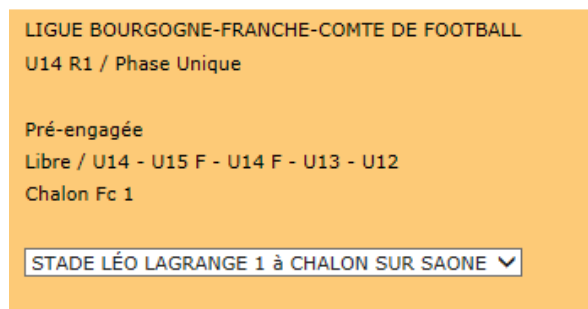 LIGUE BOURGOGNE-FRANCHE-COMTE DE FOOTBALL
U14 R1 / Phase Unique
Pré-engagée
Libre / U14 - U15 F - U14 F - U13 - U12
Chalon Fc 1
STADE LÉO LAGRANGE 1 à CHALON SUR SAONE